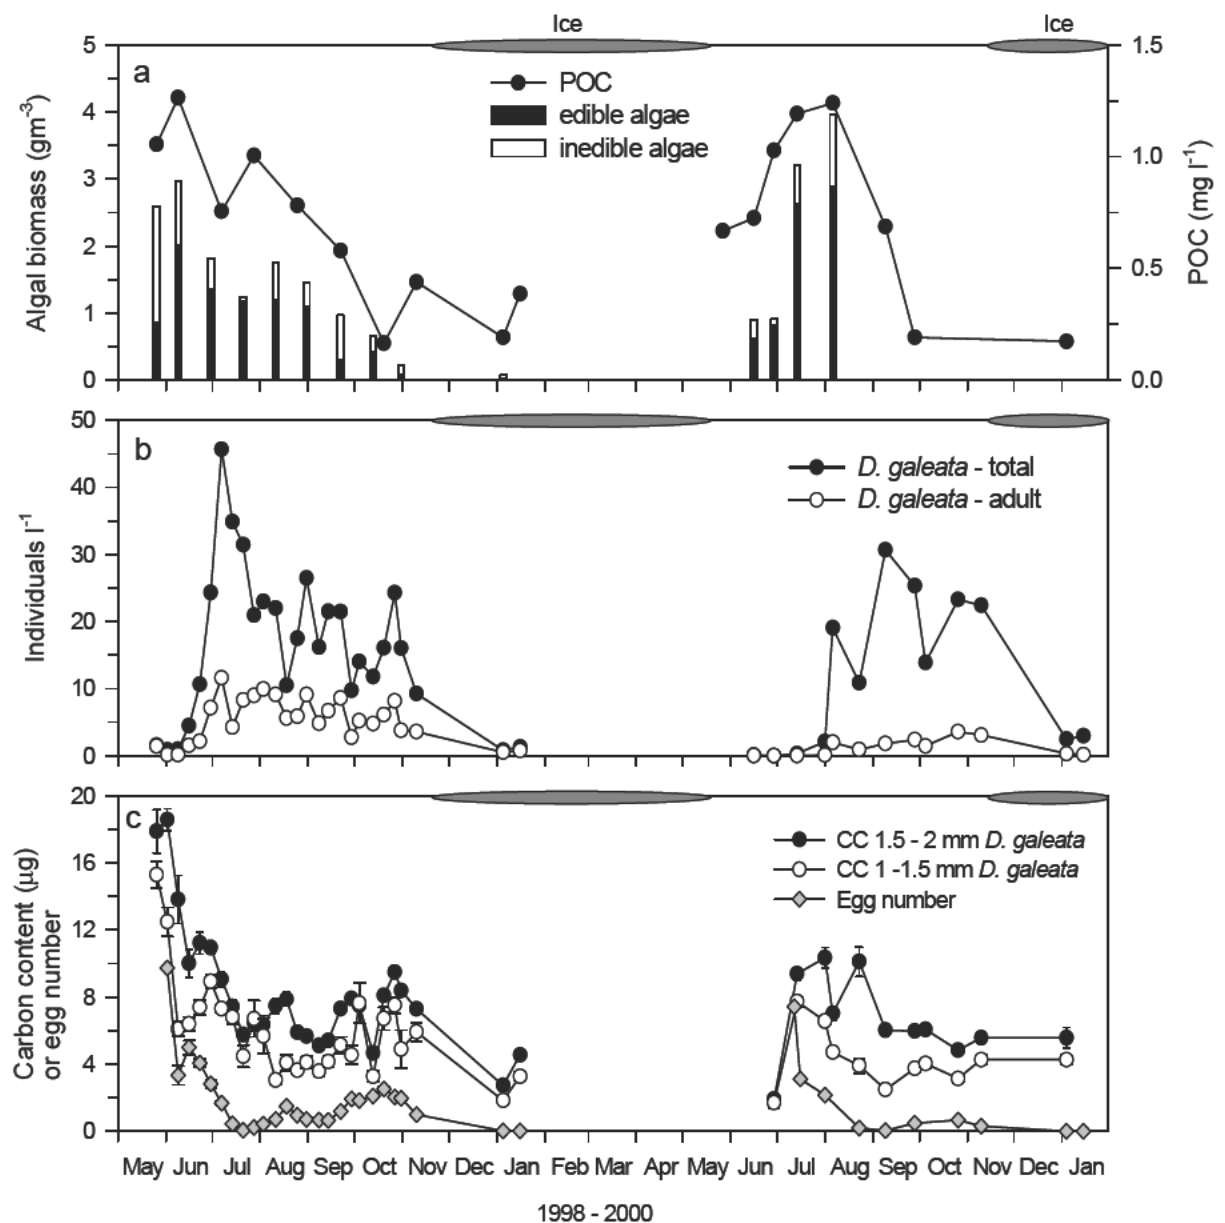 Ice Ice
5 1.5
a
POC
4 edible algae
inedible algae 1.0
3
Algal biomass (gm-3)
POC (mg l-1)
2
0.5
1
0 0.0
50
b
D. galeata - total
40
D. galeata - adult
30
Individuals l-1
20
10
0
20
c
CC 1.5 - 2 mm D. galeata
16
CC 1 -1.5 mm D. galeata
Egg number
12
Carbon content (µg)
or egg number
8
4
0
May Jun Jul Aug Sep Oct Nov Dec Jan Feb Mar Apr May Jun Jul Aug Sep Oct Nov Dec Jan
1998 - 2000